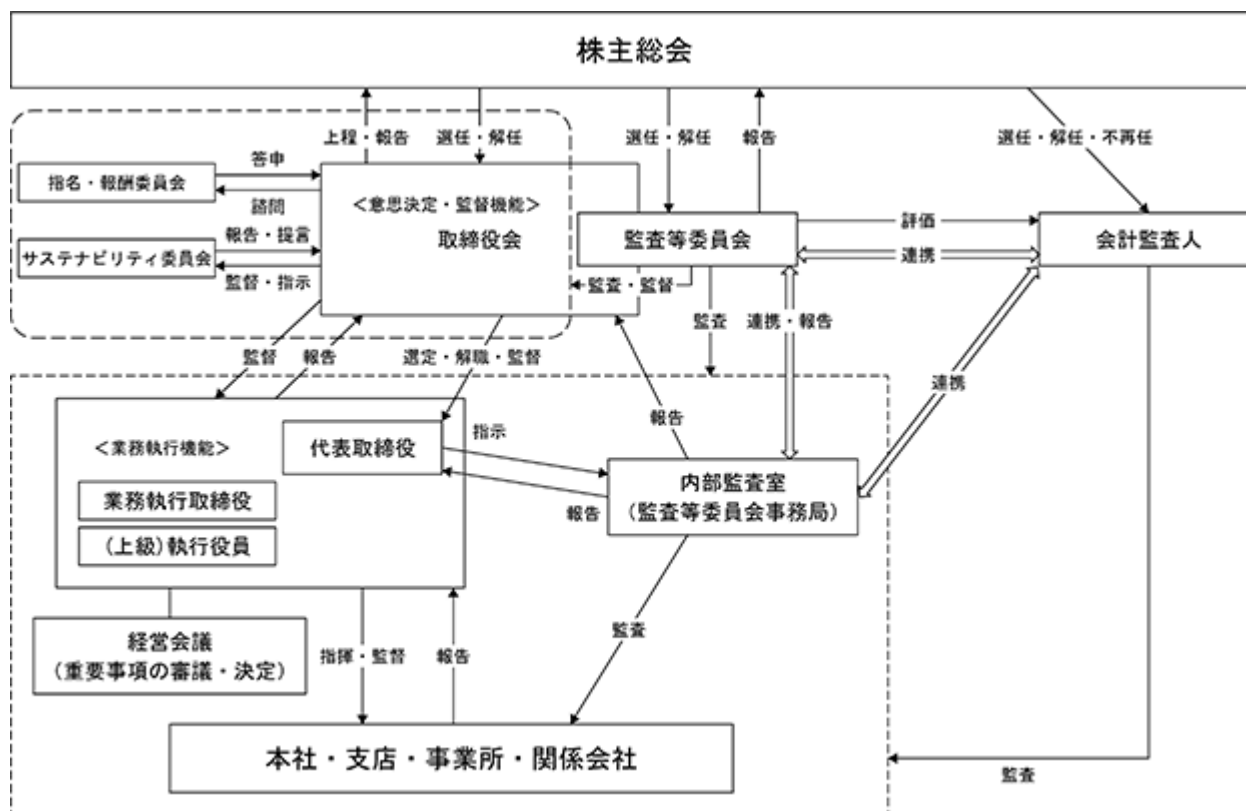 株主総会
上程・報告
選任・解任
選任・解任
報告
選任・解任・不再任
答申
指名・報酬委員会
諮問
報告・提言
サステナビリティ委員会
監督・指示
＜意思決定・監督機能＞
取締役会
監査等委員会
評価
連携
会計監査人
監査・監督
監査
連携・報告
監督
報告
選定・解職・監督
連携
報告
＜業務執行機能＞
代表取締役
指示
報告
業務執行取締役
(上級)執行役員
内部監査室
(監査等委員会事務局)
経営会議
(重要事項の審議・決定)
指揮・監督
報告
監査
本社・支店・事業所・関係会社
監査